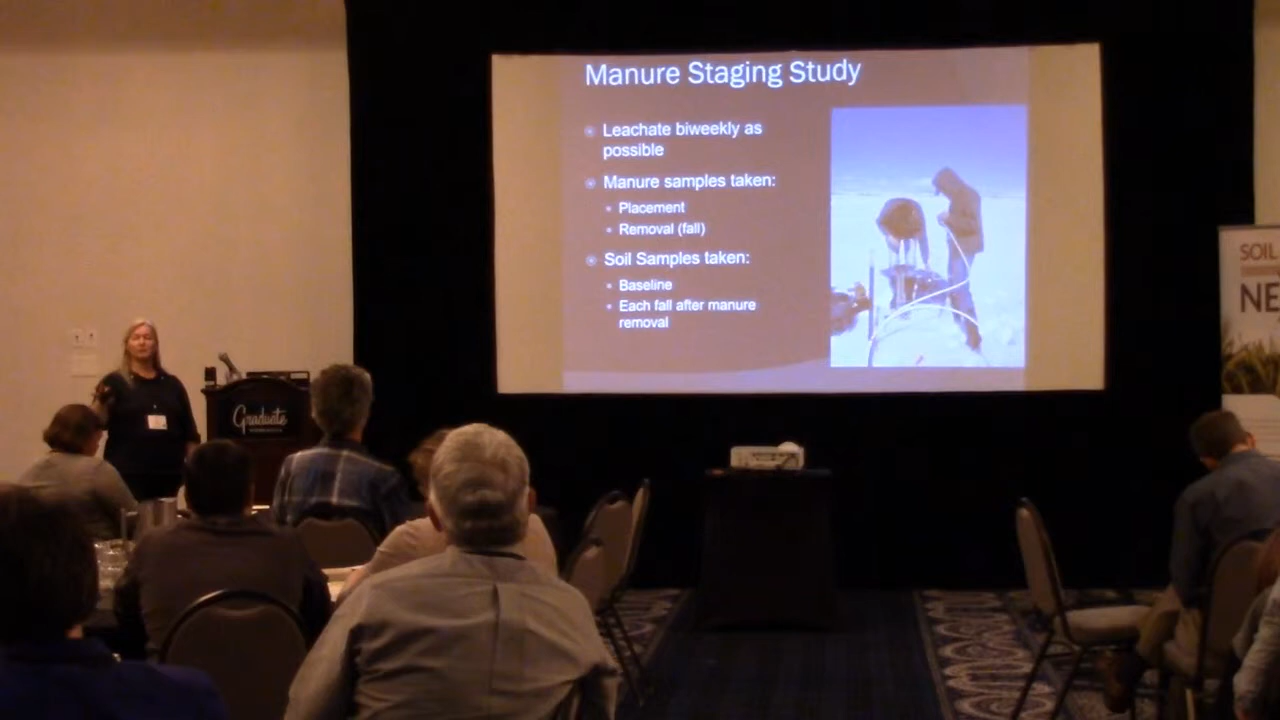 Manure Staging Study
Leachate biweekly as
possible
Manure samples taken:
Placement
Removal (fall)
Soil Samples taken:
Baseline
Each fall after manure
removal
Graduate
SOIL
NE